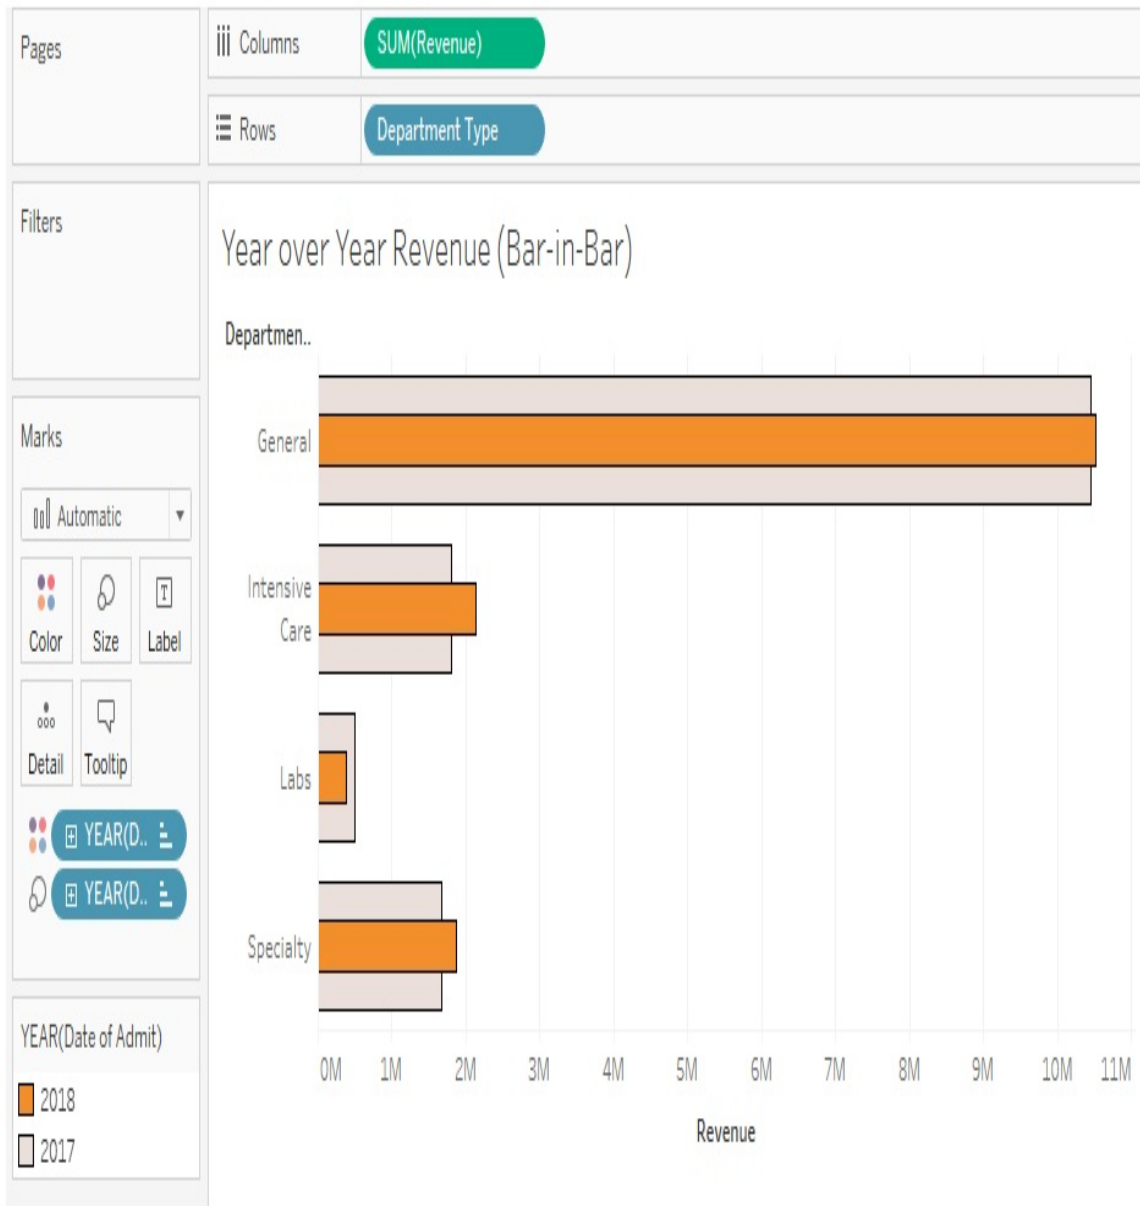 Pages
Columns
SUM(Revenue)
Rows
Department Type
Filters
Year over Year Revenue (Bar-in-Bar)
Departmen..
Marks
Automatic
Color
Size
T
Label
Detail
Tooltip
YEAR(D..
YEAR(D..
YEAR(Date of Admit)
2018
2017
General
Intensive
Care
Labs
Specialty
0M 1M 2M 3M 4M 5M 6M 7M 8M 9M 10M 11M
Revenue